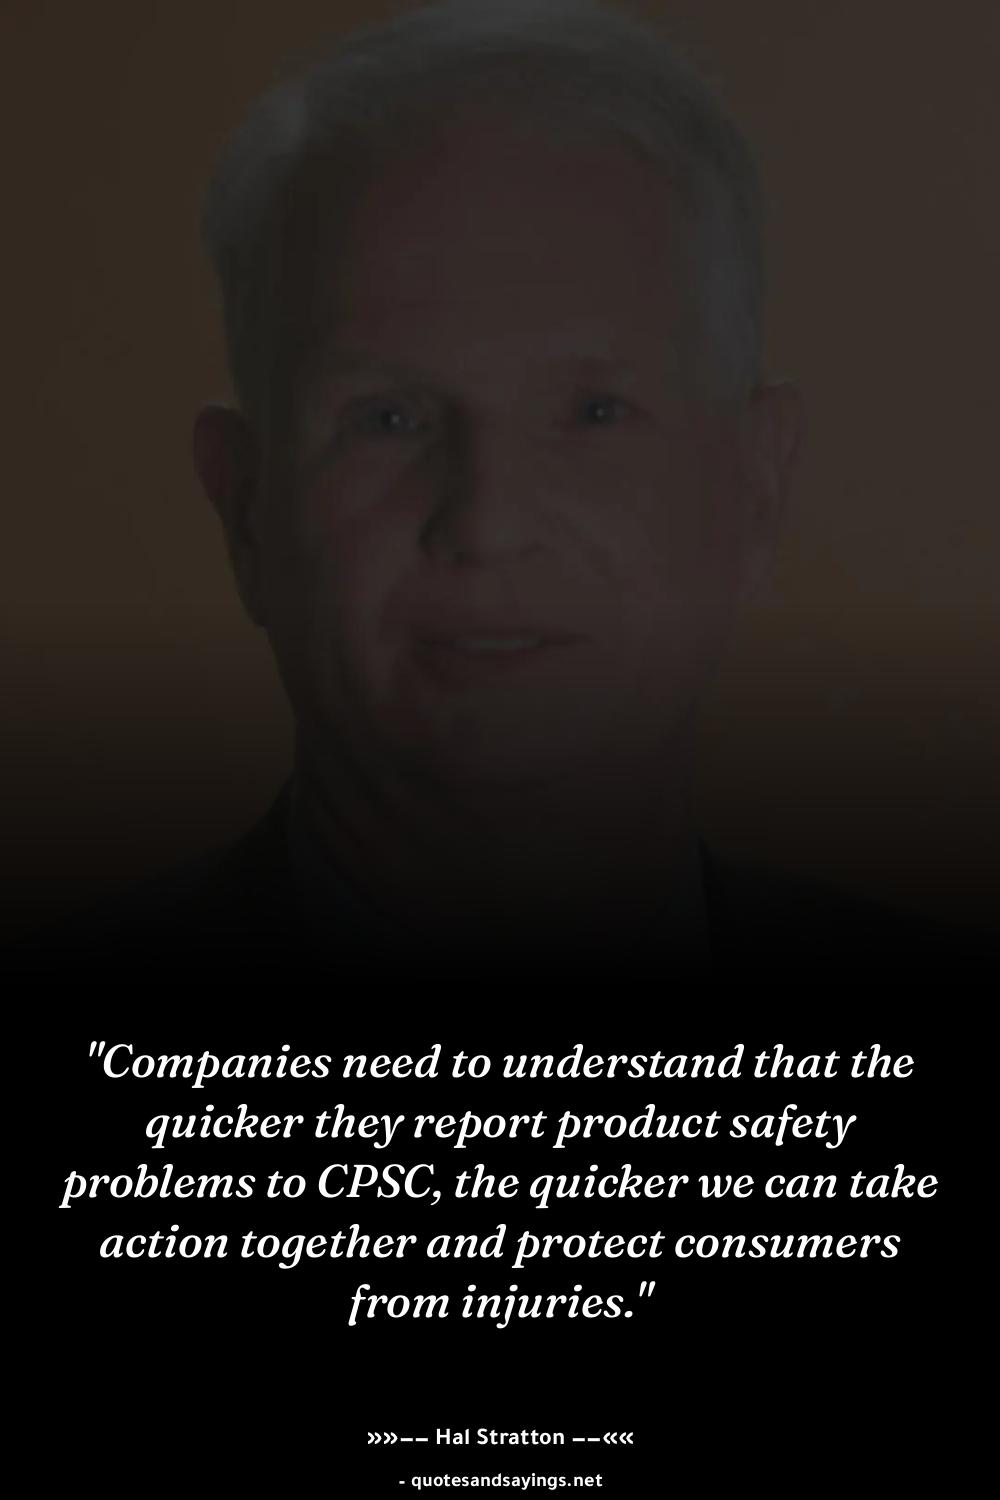 "Companies need to understand that the
quicker they report product safety
problems to CPSC, the quicker we can take
action together and protect consumers
from injuries."
»»–– Hal Stratton ––««
- quotesandsayings.net